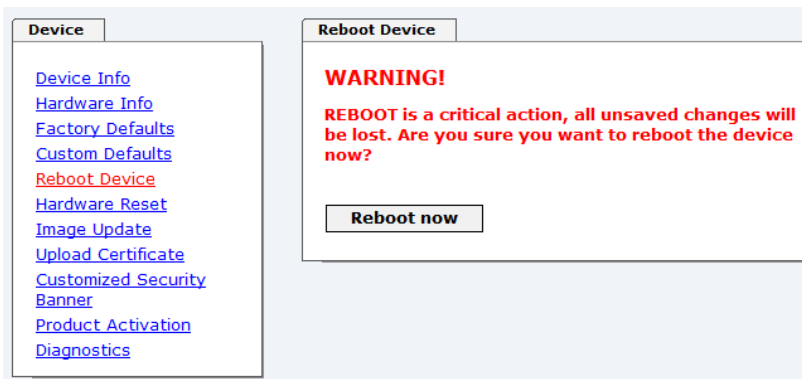 Device
Device Info
Hardware Info
Factory Defaults
Custom Defaults
Reboot Device
Hardware Reset
Image Update
Upload Certificate
Customized Security
Banner
Product Activation
Diagnostics
Reboot Device
WARNING!
REBOOT is a critical action, all unsaved changes will
be lost. Are you sure you want to reboot the device
now?
Reboot now